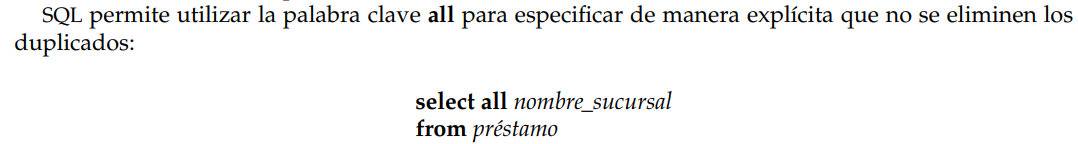 SQL permite utilizar la palabra clave all para especificar de manera explícita que no se eliminen los
duplicados:
select all nombre_sucursal
from préstamo